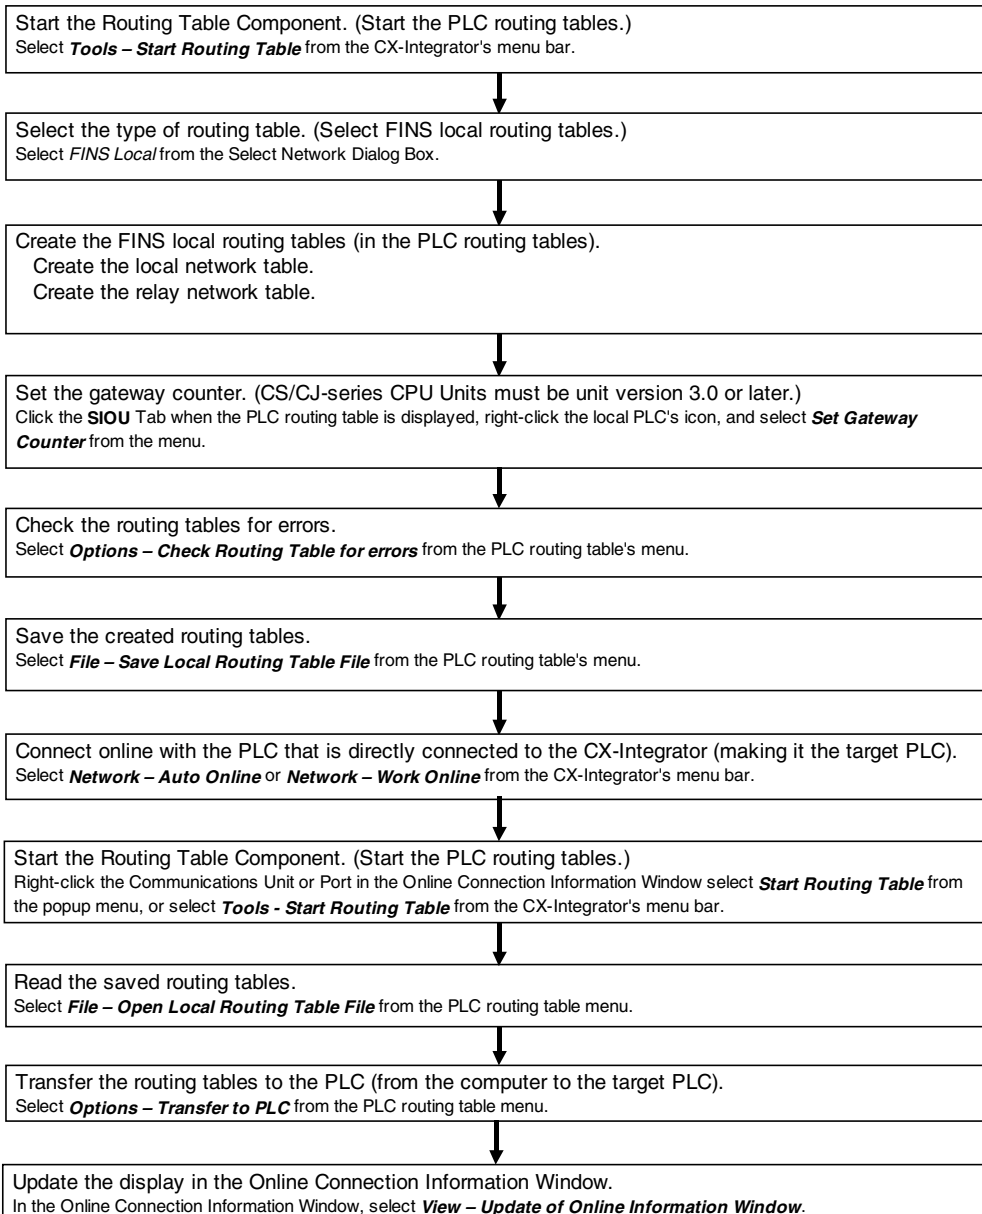 Start the Routing Table Component. (Start the PLC routing tables.)
Select Tools – Start Routing Table from the CX-Integrator's menu bar.
Select the type of routing table. (Select FINS local routing tables.)
Select FINS Local from the Select Network Dialog Box.
Create the FINS local routing tables (in the PLC routing tables).
Create the local network table.
Create the relay network table.
Set the gateway counter. (CS/CJ-series CPU Units must be unit version 3.0 or later.)
Click the SIOU Tab when the PLC routing table is displayed, right-click the local PLC's icon, and select Set Gateway
Counter from the menu.
Check the routing tables for errors.
Select Options – Check Routing Table for errors from the PLC routing table's menu.
Save the created routing tables.
Select File – Save Local Routing Table File from the PLC routing table's menu.
Connect online with the PLC that is directly connected to the CX-Integrator (making it the target PLC).
Select Network – Auto Online or Network – Work Online from the CX-Integrator's menu bar.
Start the Routing Table Component. (Start the PLC routing tables.)
Right-click the Communications Unit or Port in the Online Connection Information Window select Start Routing Table from
the popup menu, or select Tools - Start Routing Table from the CX-Integrator's menu bar.
Read the saved routing tables.
Select File – Open Local Routing Table File from the PLC routing table menu.
Transfer the routing tables to the PLC (from the computer to the target PLC).
Select Options – Transfer to PLC from the PLC routing table menu.
Update the display in the Online Connection Information Window.
In the Online Connection Information Window, select View – Update of Online Information Window.